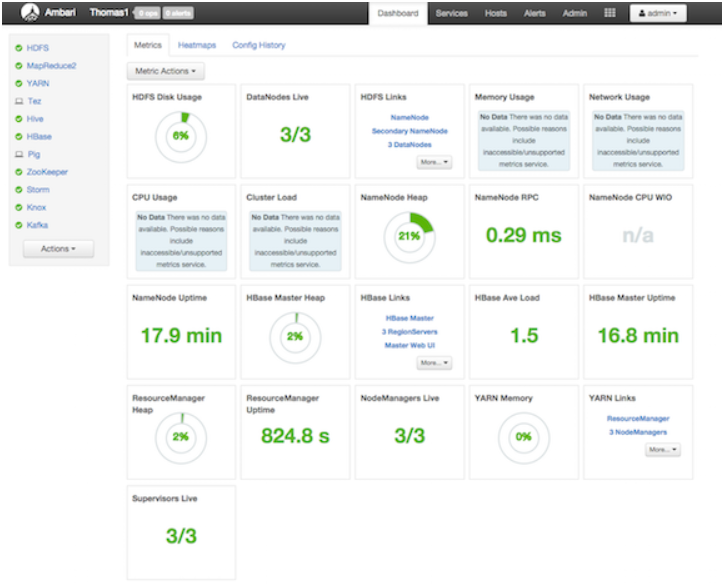 Ambari Thomas1 0 ops 0 alerts Dashboard Services Hosts Alerts Admin admin
HDFS
MapReduce2
YARN
Tez
Hive
HBase
Pig
ZooKeeper
Storm
Knox
Kafka
Actions
Metrics Heatmaps Config History
Metric Actions
HDFS Disk Usage
6%
DataNodes Live
3/3
HDFS Links
NameNode
Secondary NameNode
3 DataNodes
More...
Memory Usage
No Data There was no data
available. Possible reasons
include
inaccessible/unsupported
metrics service.
Network Usage
No Data There was no data
available. Possible reasons
include
inaccessible/unsupported
metrics service.
CPU Usage
No Data There was no data
available. Possible reasons
include
inaccessible/unsupported
metrics service.
Cluster Load
No Data There was no data
available. Possible reasons
include
inaccessible/unsupported
metrics service.
NameNode Heap
21%
NameNode RPC
0.29 ms
NameNode CPU WIO
n/a
NameNode Uptime
17.9 min
HBase Master Heap
2%
HBase Links
HBase Master
3 RegionServers
Master Web UI
More...
HBase Ave Load
1.5
HBase Master Uptime
16.8 min
ResourceManager
Heap
2%
ResourceManager
Uptime
824.8 s
NodeManagers Live
3/3
YARN Memory
0%
YARN Links
ResourceManager
3 NodeManagers
More...
Supervisors Live
3/3